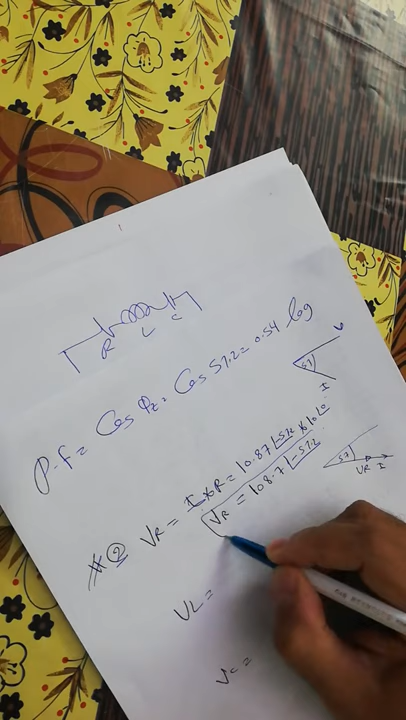 R L C
P.F = Cos φz = Cos 57.2 = 0.54 lag
57 V I
# ② VR = I × R = 10.87 ∠-57.2 × 10∠0
VR = 108.7 ∠-57.2
57 VR I
VL =
VC =